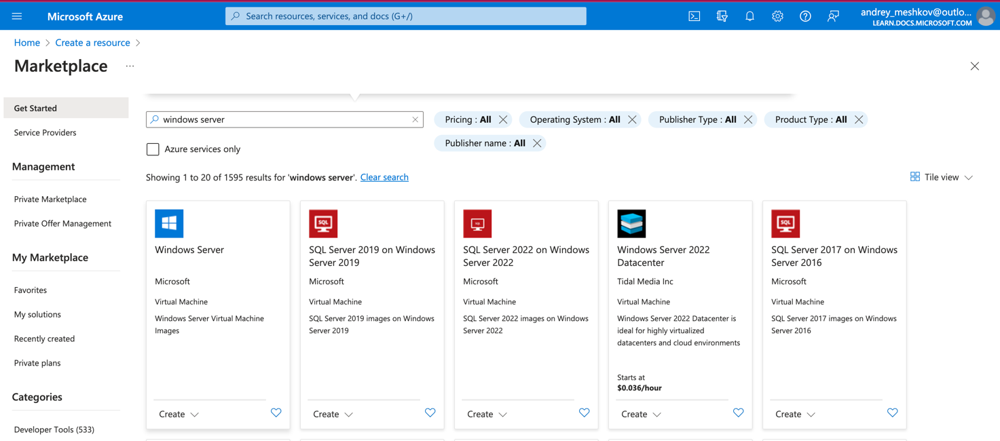 Microsoft Azure
Search resources, services, and docs (G+/)
andrey_meshkov@outlo...
LEARN.DOCS.MICROSOFT.COM
Home > Create a resource >
Marketplace ...
Get Started
Service Providers
Management
Private Marketplace
Private Offer Management
My Marketplace
Favorites
My solutions
Recently created
Private plans
Categories
Developer Tools (533)
windows server
Pricing : All
Operating System : All
Publisher Type : All
Product Type : All
Publisher name : All
Azure services only
Showing 1 to 20 of 1595 results for 'windows server'. Clear search
Tile view
Windows Server
Microsoft
Virtual Machine
Windows Server Virtual Machine
Images
Create
SQL
SQL Server 2019 on Windows
Server 2019
Microsoft
Virtual Machine
SQL Server 2019 images on Windows
Server 2019
Create
SQL
SQL Server 2022 on Windows
Server 2022
Microsoft
Virtual Machine
SQL Server 2022 images on Windows
Server 2022
Create
Windows Server 2022
Datacenter
Tidal Media Inc
Virtual Machine
Windows Server 2022 Datacenter is
ideal for highly virtualized
datacenters and cloud environments
Starts at
$0.036/hour
Create
SQL
SQL Server 2017 on Windows
Server 2016
Microsoft
Virtual Machine
SQL Server 2017 images on Windows
Server 2016
Create